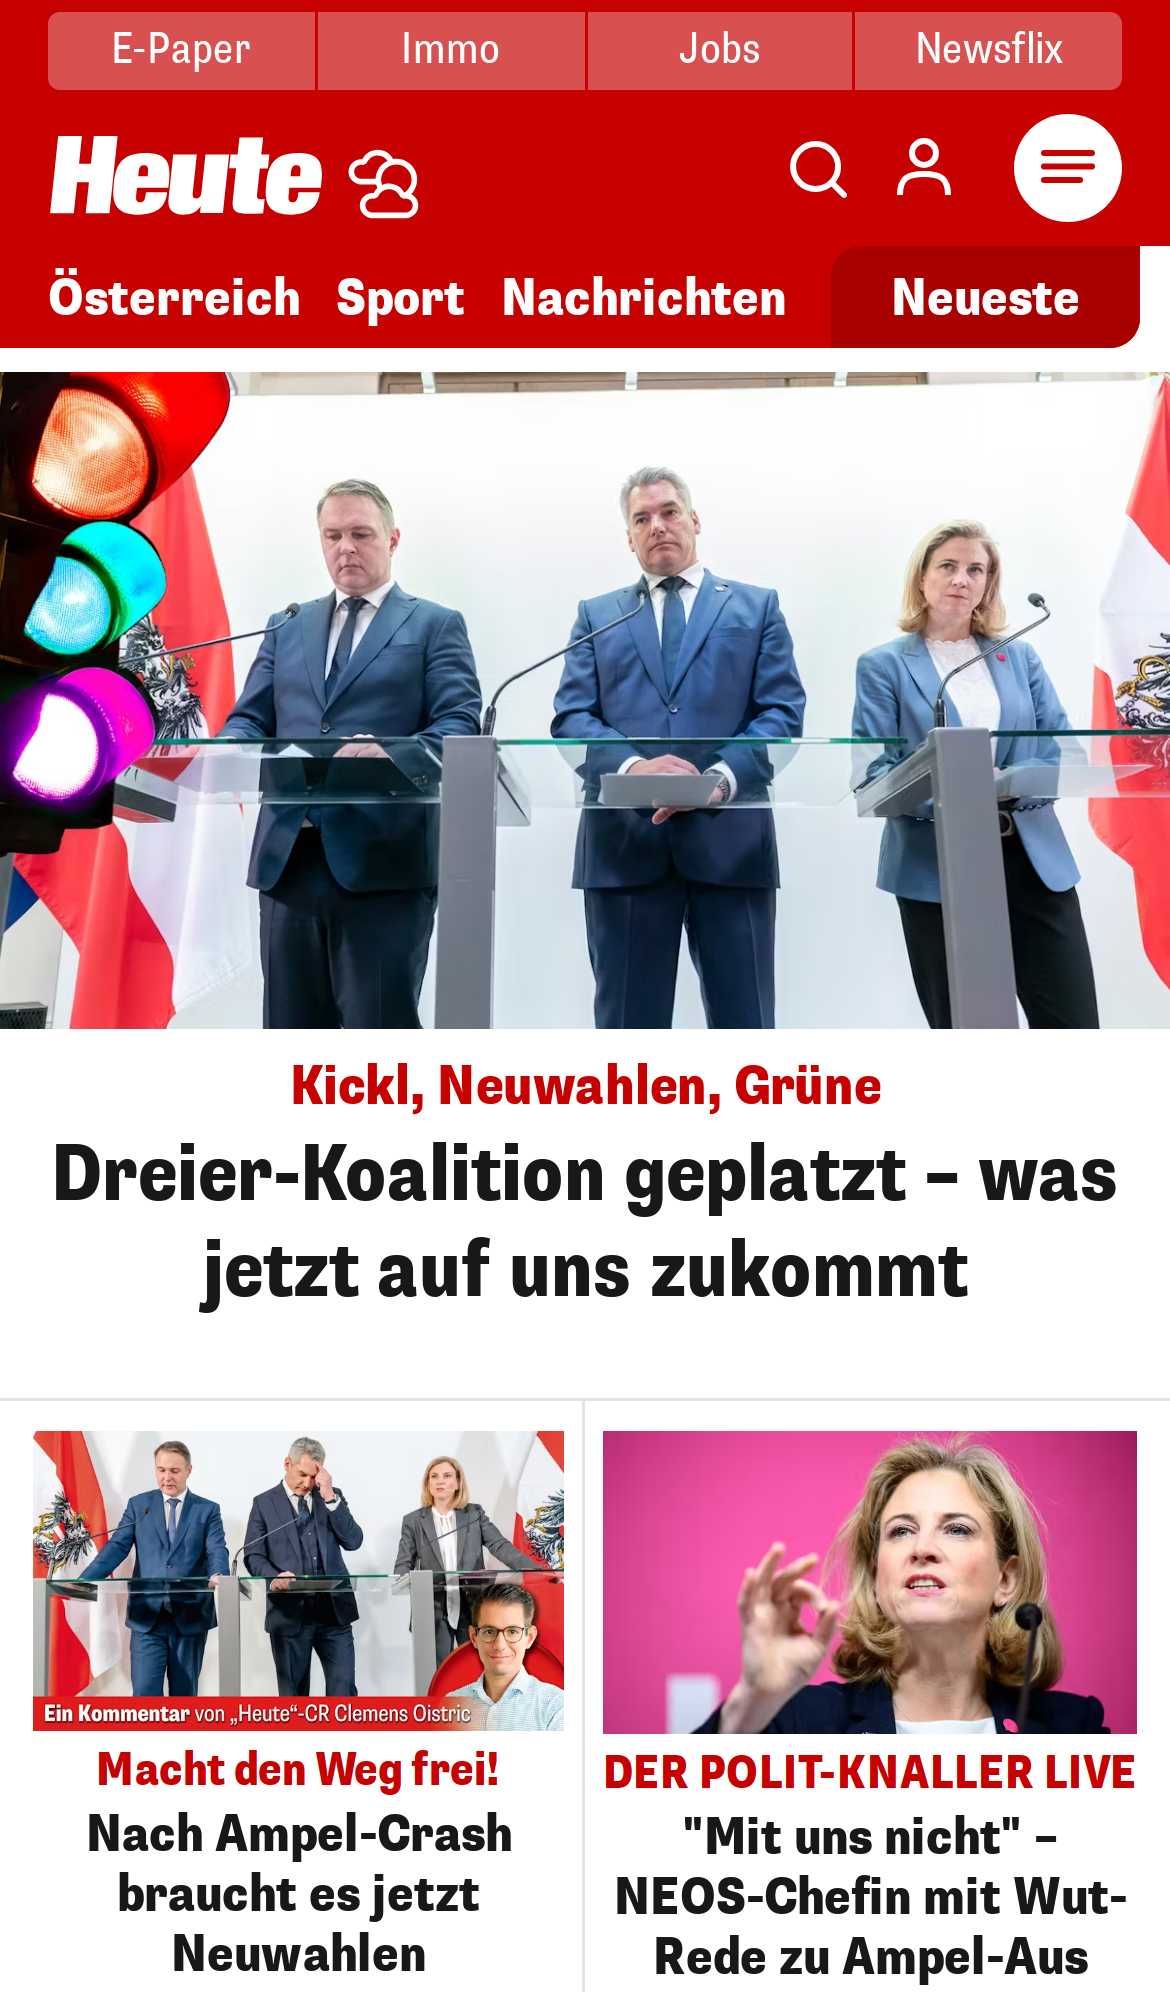 E-Paper
Immo
Jobs
Newsflix
Heute
Österreich
Sport
Nachrichten
Neueste
Kickl, Neuwahlen, Grüne
Dreier-Koalition geplatzt – was
jetzt auf uns zukommt
Ein Kommentar von „Heute“-CR Clemens Oistric
Macht den Weg frei!
Nach Ampel-Crash
braucht es jetzt
Neuwahlen
DER POLIT-KNALLER LIVE
"Mit uns nicht" –
NEOS-Chefin mit Wut-
Rede zu Ampel-Aus